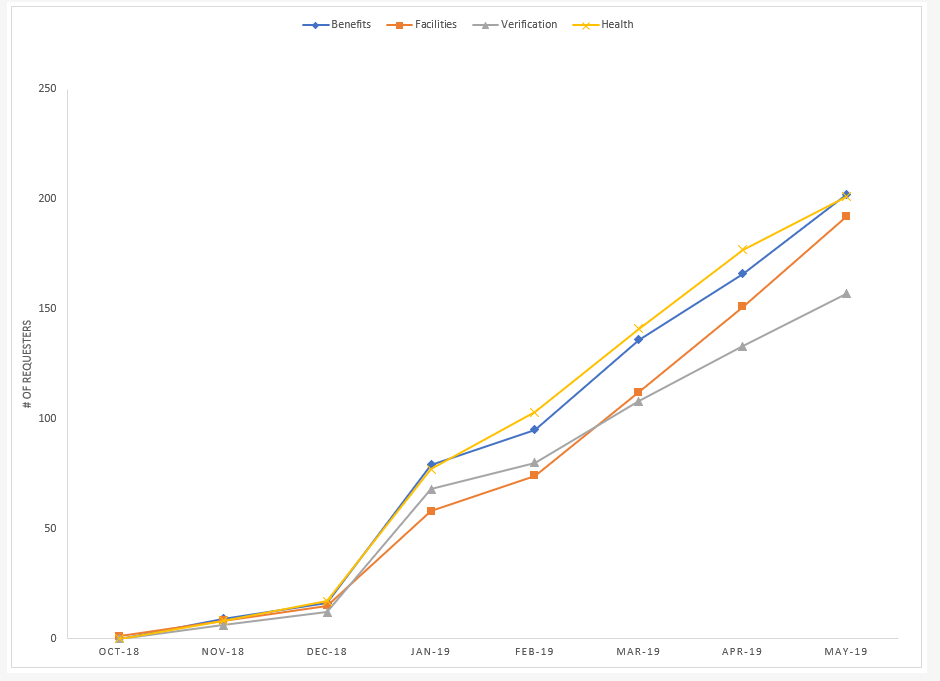 Benefits Facilities Verification Health
250
200
150
100
50
0
# OF REQUESTERS
OCT-18 NOV-18 DEC-18 JAN-19 FEB-19 MAR-19 APR-19 MAY-19